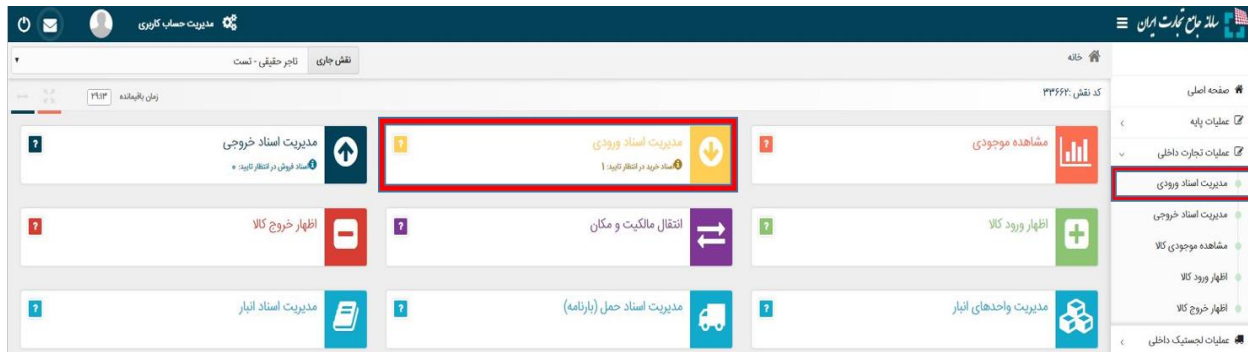 سامانه جامع تجارت ایران
مدیریت حساب کاربری
خانه
نقش جاری
تاجر حقیقی - تست
کد نقش :۳۳۶۶۲
زمان باقیمانده
۲۹:۱۳
صفحه اصلی
عملیات پایه
عملیات تجارت داخلی
مدیریت اسناد ورودی
مدیریت اسناد خروجی
مشاهده موجودی کالا
اظهار ورود کالا
اظهار خروج کالا
عملیات لجستیک داخلی
مشاهده موجودی
?
مدیریت اسناد ورودی
اسناد خرید در انتظار تایید: ۱
?
مدیریت اسناد خروجی
اسناد فروش در انتظار تایید: ۰
?
اظهار ورود کالا
?
انتقال مالکیت و مکان
?
اظهار خروج کالا
?
مدیریت واحدهای انبار
?
مدیریت اسناد حمل (بارنامه)
?
مدیریت اسناد انبار
?